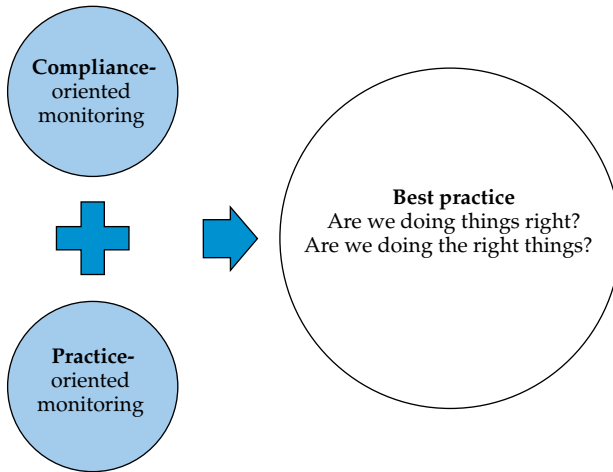 Compliance-
oriented
monitoring
Best practice
Are we doing things right?
Are we doing the right things?
Practice-
oriented
monitoring